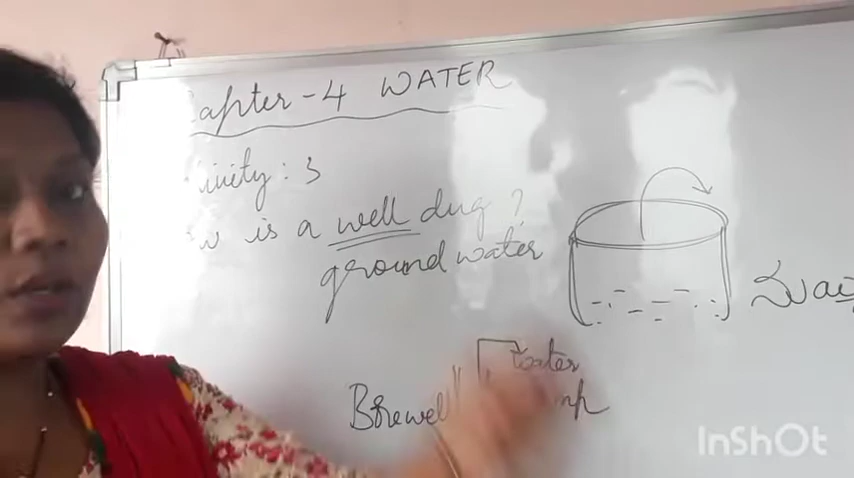 apter - 4 WATER
ivity : 3
w is a well dug ?
ground water
water
Borewell
InShOt